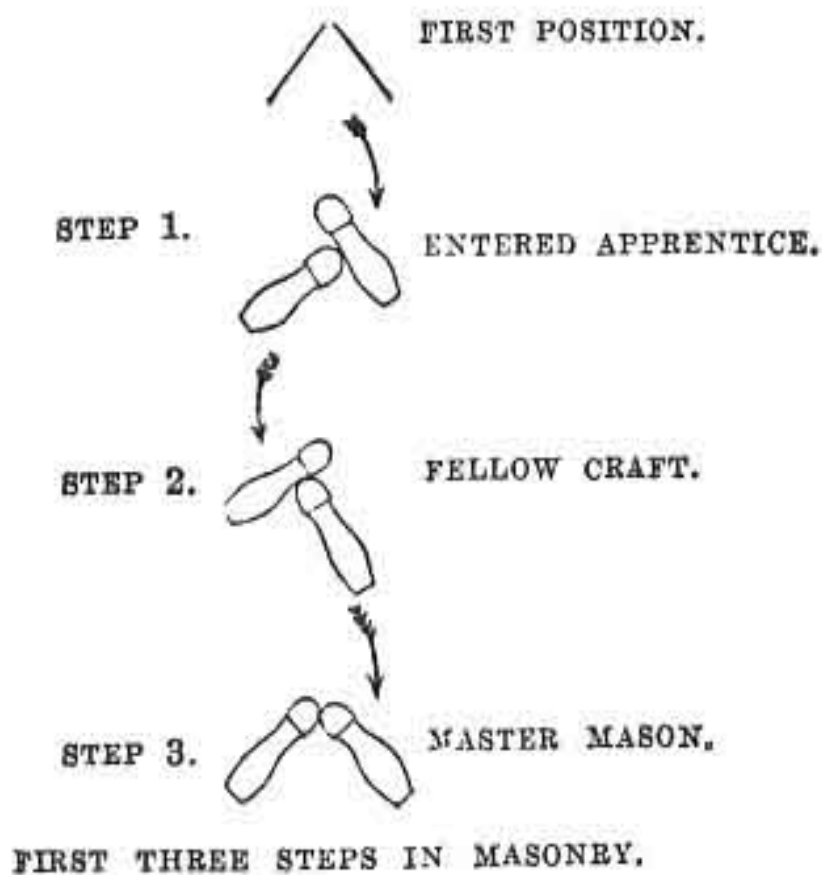 FIRST POSITION.
STEP 1.
ENTERED APPRENTICE.
STEP 2.
FELLOW CRAFT.
STEP 3.
MASTER MASON.
FIRST THREE STEPS IN MASONRY.